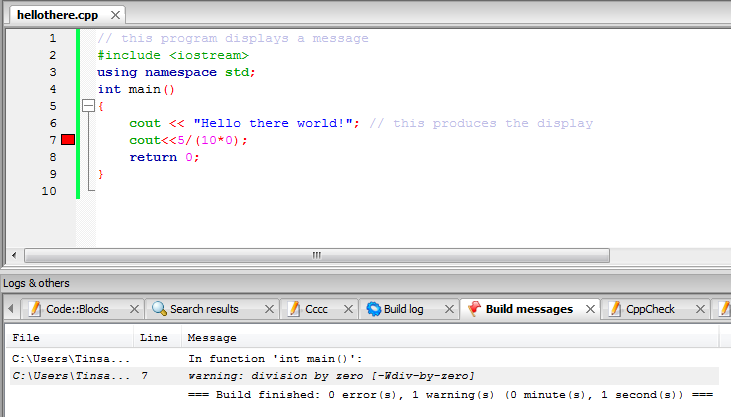 hellothere.cpp
1 // this program displays a message
2 #include <iostream>
3 using namespace std;
4 int main()
5 {
6 cout << "Hello there world!"; // this produces the display
7 cout<<5/(10*0);
8 return 0;
9 }
10
Logs & others
Code::Blocks Search results Cccc Build log Build messages CppCheck
File Line Message
C:\Users\Tinsa... In function 'int main()':
C:\Users\Tinsa... 7 warning: division by zero [-Wdiv-by-zero]
=== Build finished: 0 error(s), 1 warning(s) (0 minute(s), 1 second(s)) ===